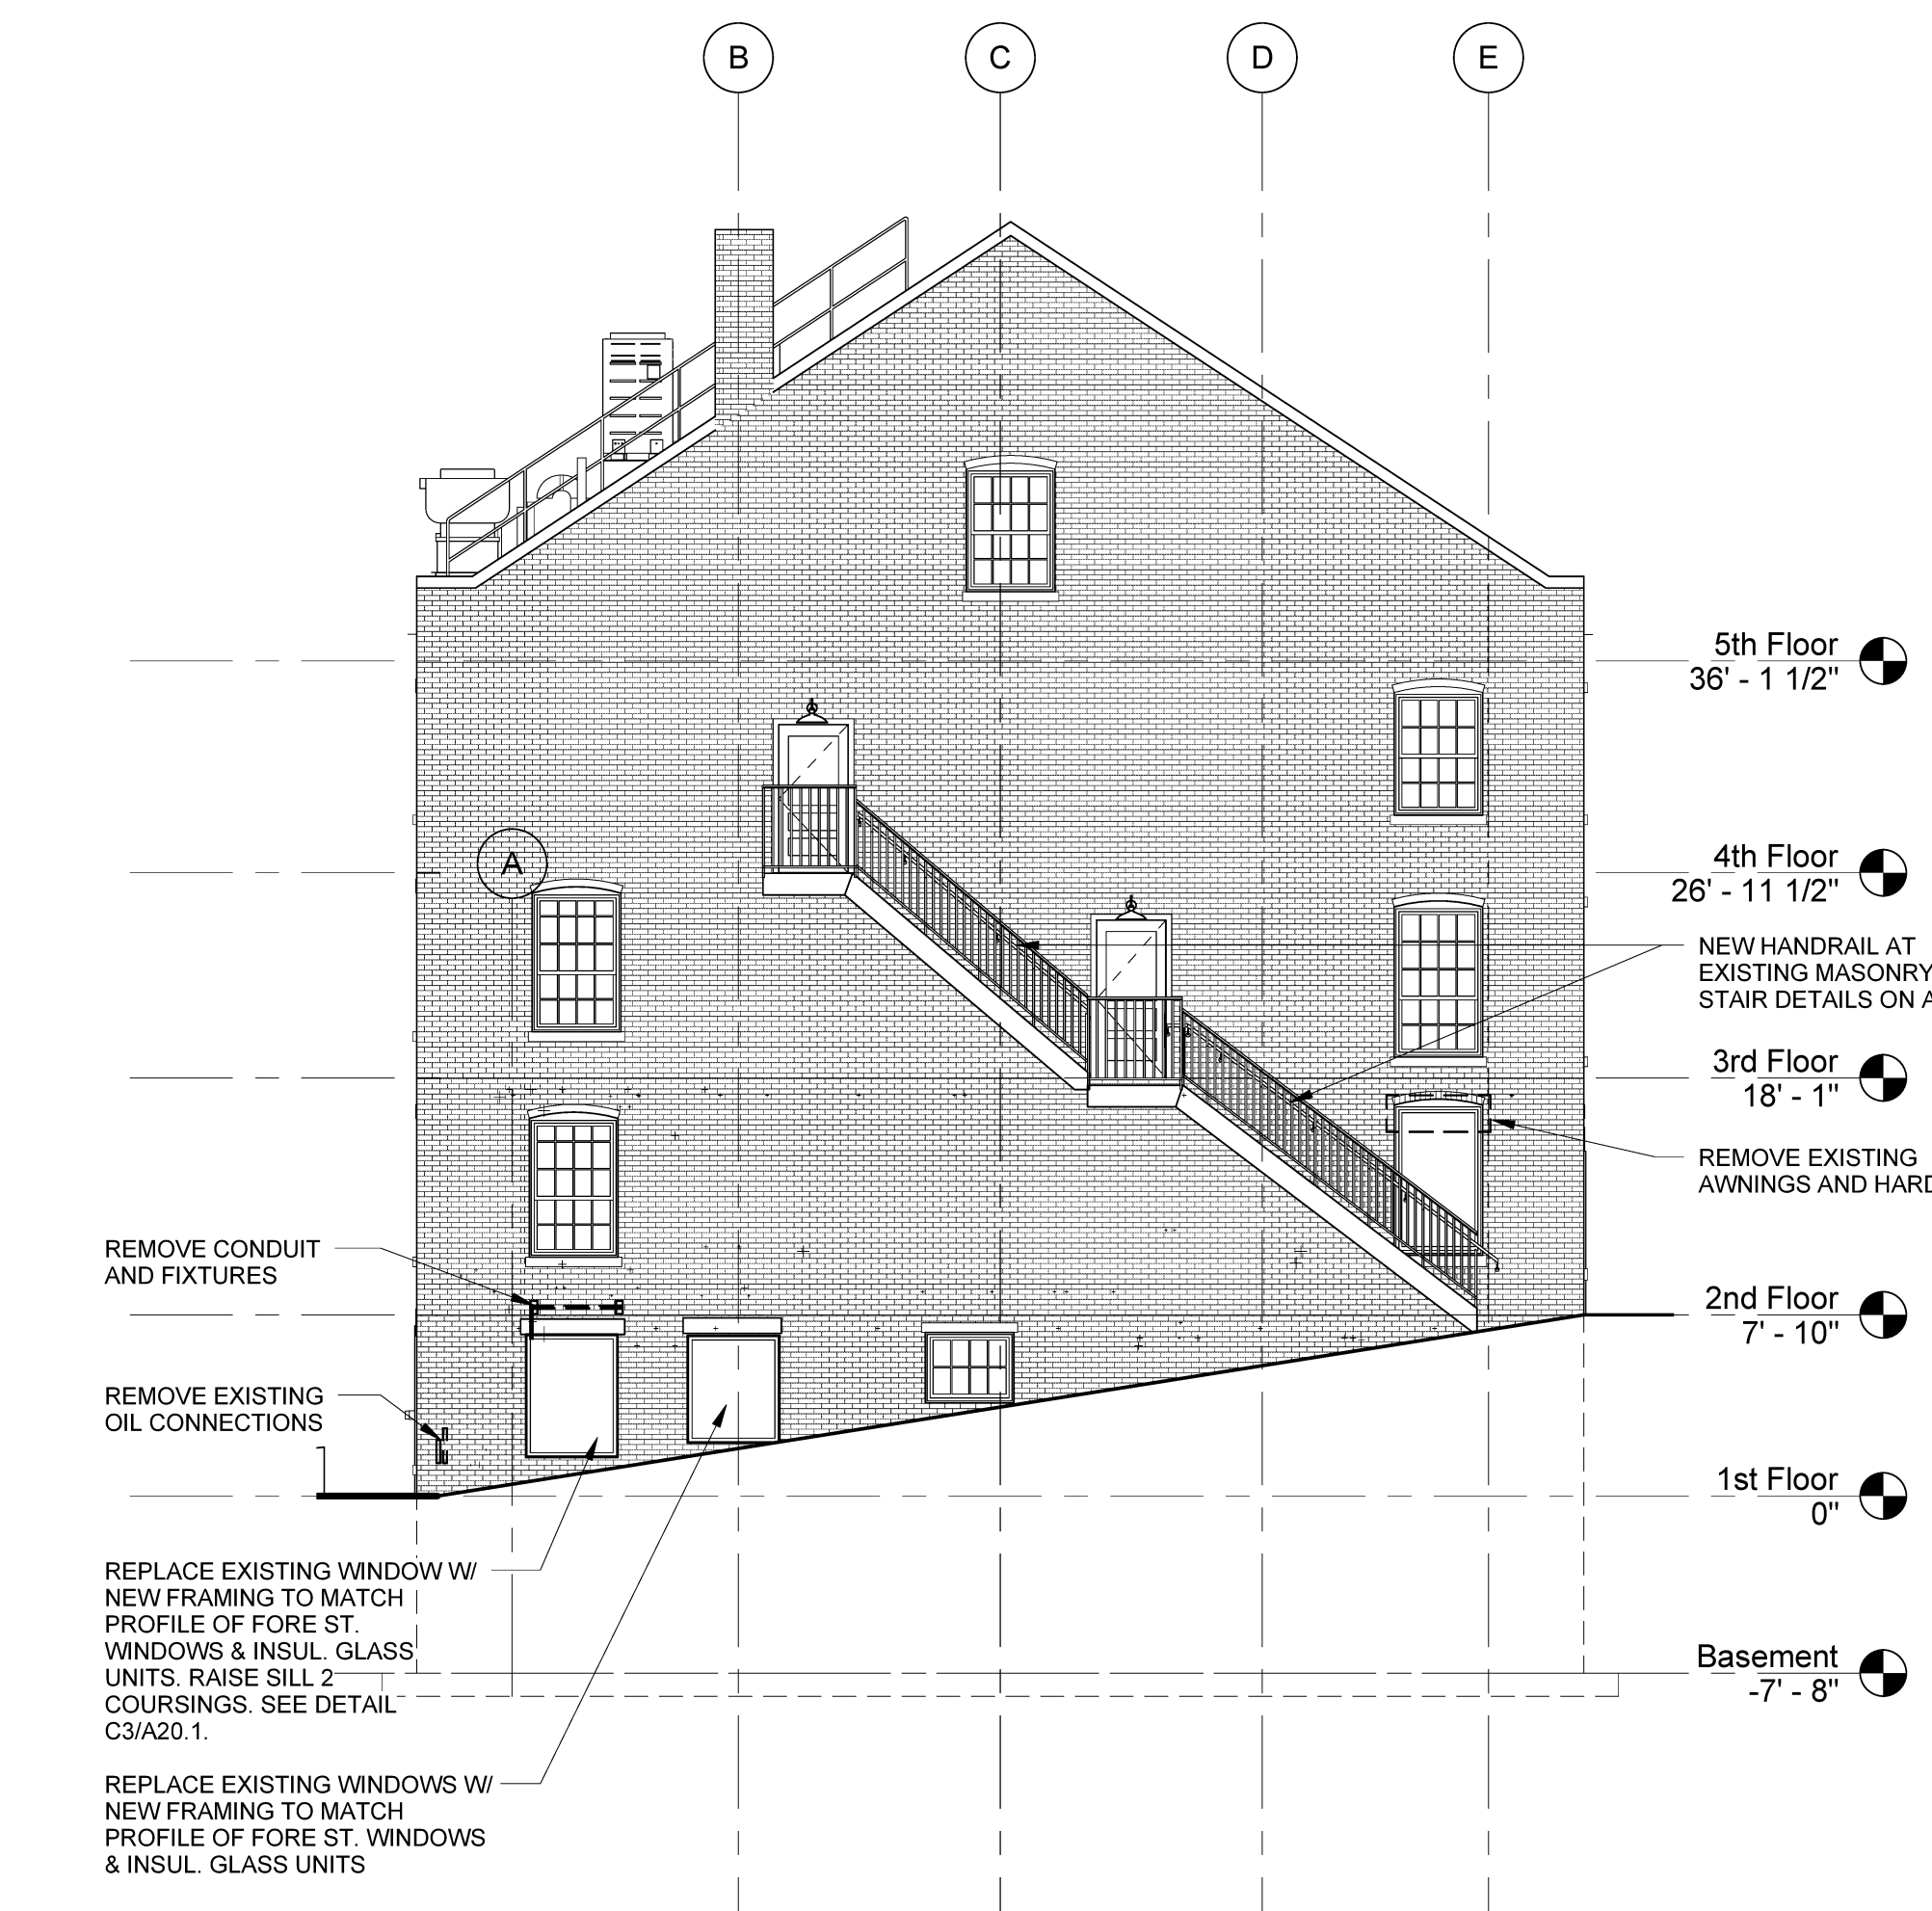 B
C
D
E
5th Floor
36' - 1 1/2"
A
4th Floor
26' - 11 1/2"
NEW HANDRAIL AT
EXISTING MASONRY
STAIR DETAILS ON A
3rd Floor
18' - 1"
REMOVE EXISTING
AWNINGS AND HARD
REMOVE CONDUIT
AND FIXTURES
2nd Floor
7' - 10"
REMOVE EXISTING
OIL CONNECTIONS
1st Floor
0"
REPLACE EXISTING WINDOW W/
NEW FRAMING TO MATCH
PROFILE OF FORE ST.
WINDOWS & INSUL. GLASS
UNITS. RAISE SILL 2
COURSINGS. SEE DETAIL
C3/A20.1.
Basement
-7' - 8"
REPLACE EXISTING WINDOWS W/
NEW FRAMING TO MATCH
PROFILE OF FORE ST. WINDOWS
& INSUL. GLASS UNITS